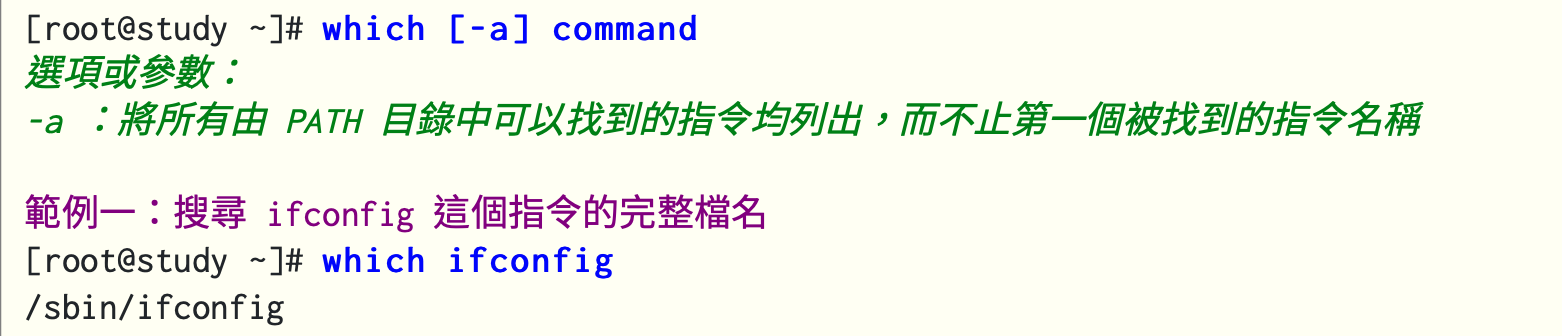 [root@study ~]# which [-a] command
選項或參數：
-a ：將所有由 PATH 目錄中可以找到的指令均列出，而不止第一個被找到的指令名稱
範例一：搜尋 ifconfig 這個指令的完整檔名
[root@study ~]# which ifconfig
/sbin/ifconfig